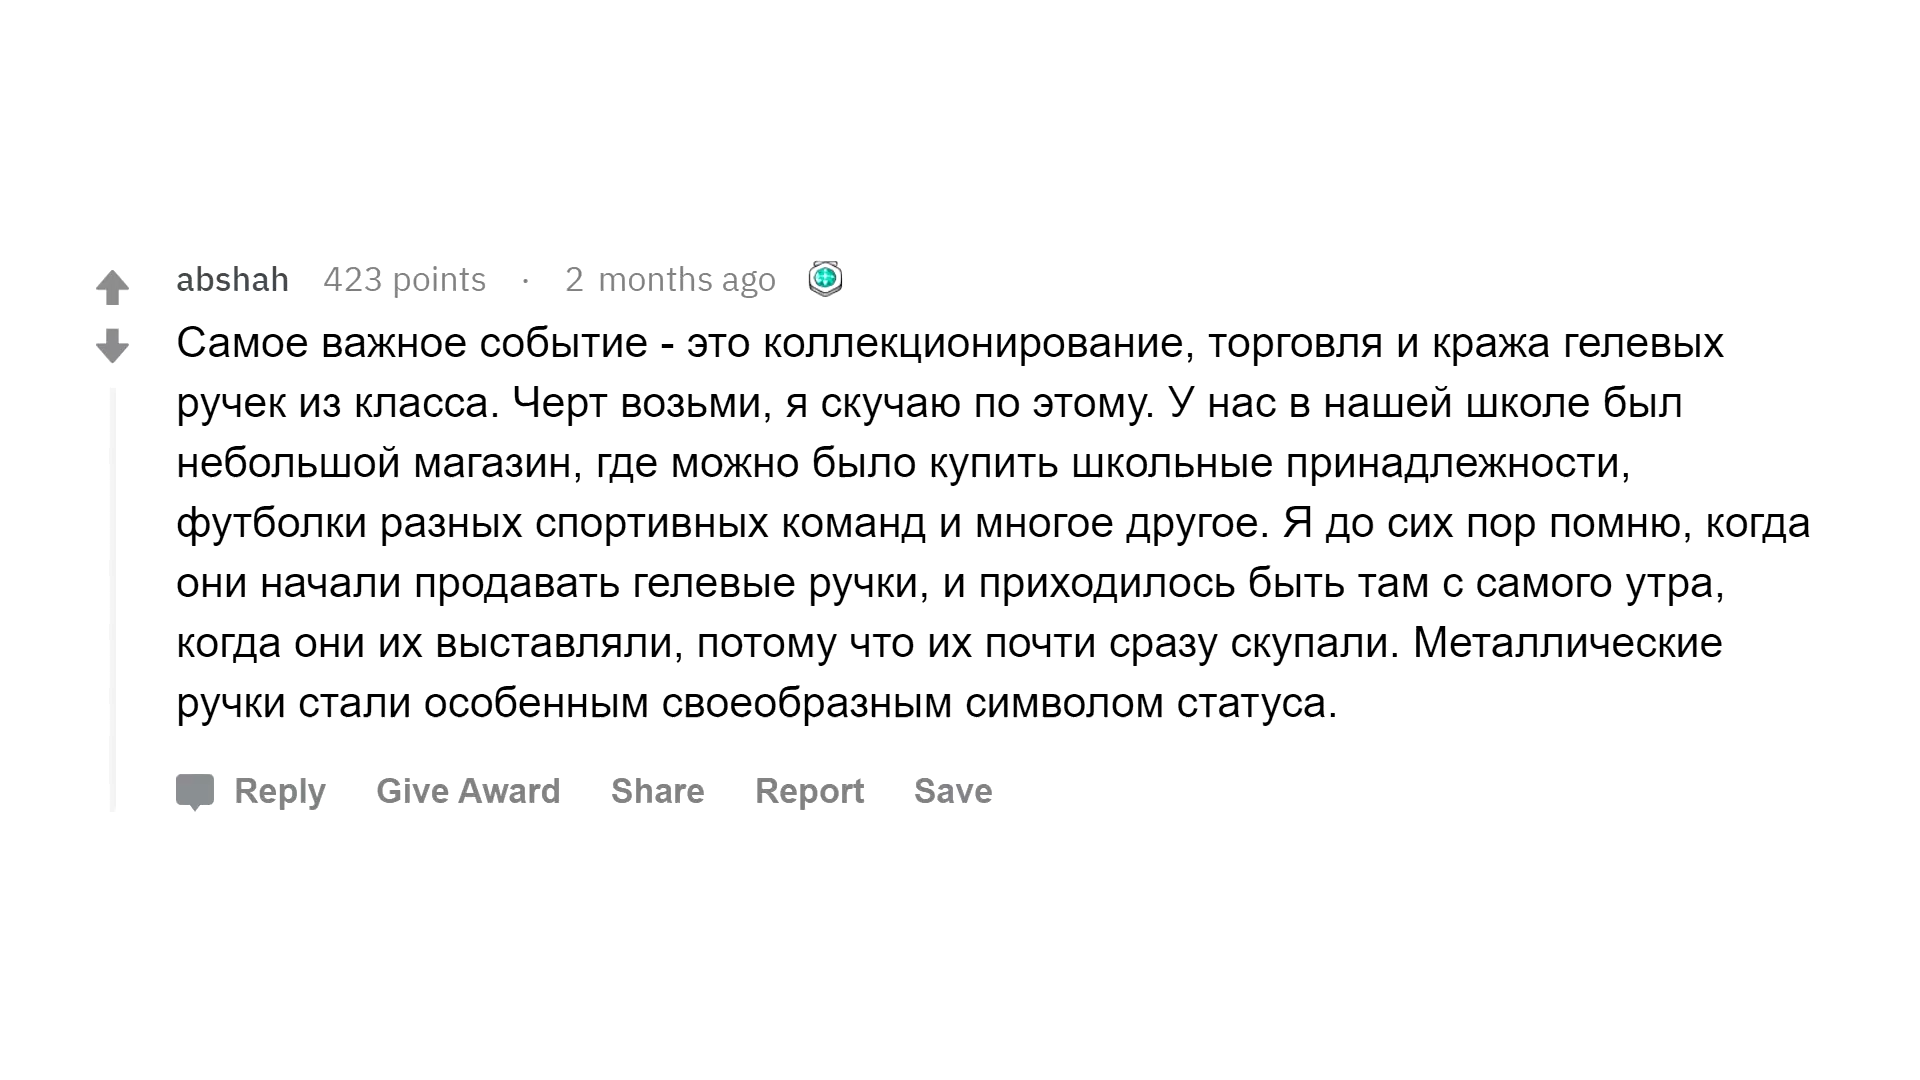 abshah 423 points · 2 months ago
Самое важное событие - это коллекционирование, торговля и кража гелевых
ручек из класса. Черт возьми, я скучаю по этому. У нас в нашей школе был
небольшой магазин, где можно было купить школьные принадлежности,
футболки разных спортивных команд и многое другое. Я до сих пор помню, когда
они начали продавать гелевые ручки, и приходилось быть там с самого утра,
когда они их выставляли, потому что их почти сразу скупали. Металлические
ручки стали особенным своеобразным символом статуса.
Reply Give Award Share Report Save